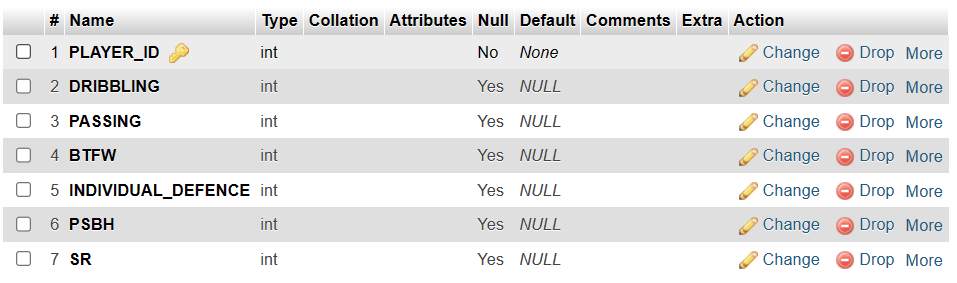 # Name Type Collation Attributes Null Default Comments Extra Action
1 PLAYER_ID int No None Change Drop More
2 DRIBBLING int Yes NULL Change Drop More
3 PASSING int Yes NULL Change Drop More
4 BTFW int Yes NULL Change Drop More
5 INDIVIDUAL_DEFENCE int Yes NULL Change Drop More
6 PSBH int Yes NULL Change Drop More
7 SR int Yes NULL Change Drop More